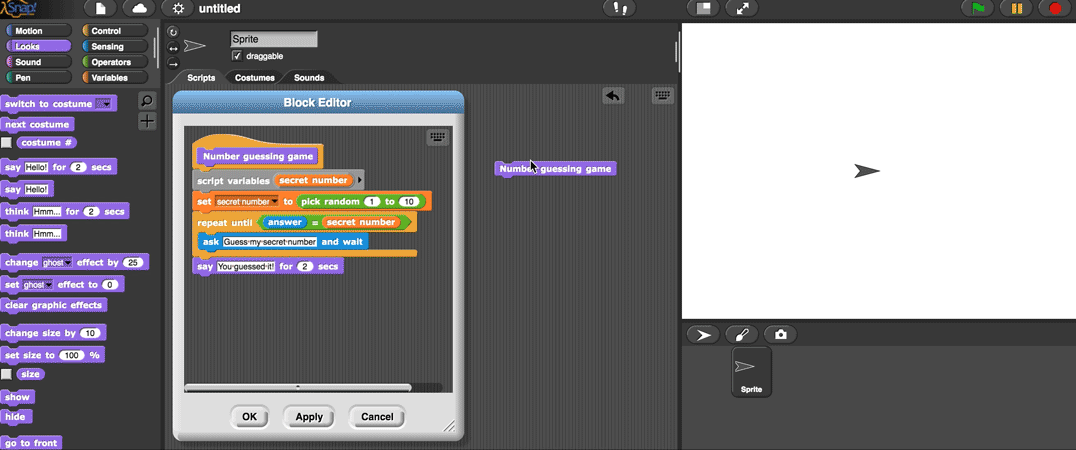 Snap!
untitled
Motion
Control
Looks
Sensing
Sound
Operators
Pen
Variables
switch to costume
next costume
costume #
say Hello! for 2 secs
say Hello!
think Hmm... for 2 secs
think Hmm...
change ghost effect by 25
set ghost effect to 0
clear graphic effects
change size by 10
set size to 100 %
size
show
hide
go to front
Sprite
draggable
Scripts
Costumes
Sounds
Block Editor
Number guessing game
script variables secret number
set secret number to pick random 1 to 10
repeat until answer = secret number
ask Guess·my·secret·number and wait
say You·guessed·it! for 2 secs
OK
Apply
Cancel
Number guessing game
Sprite